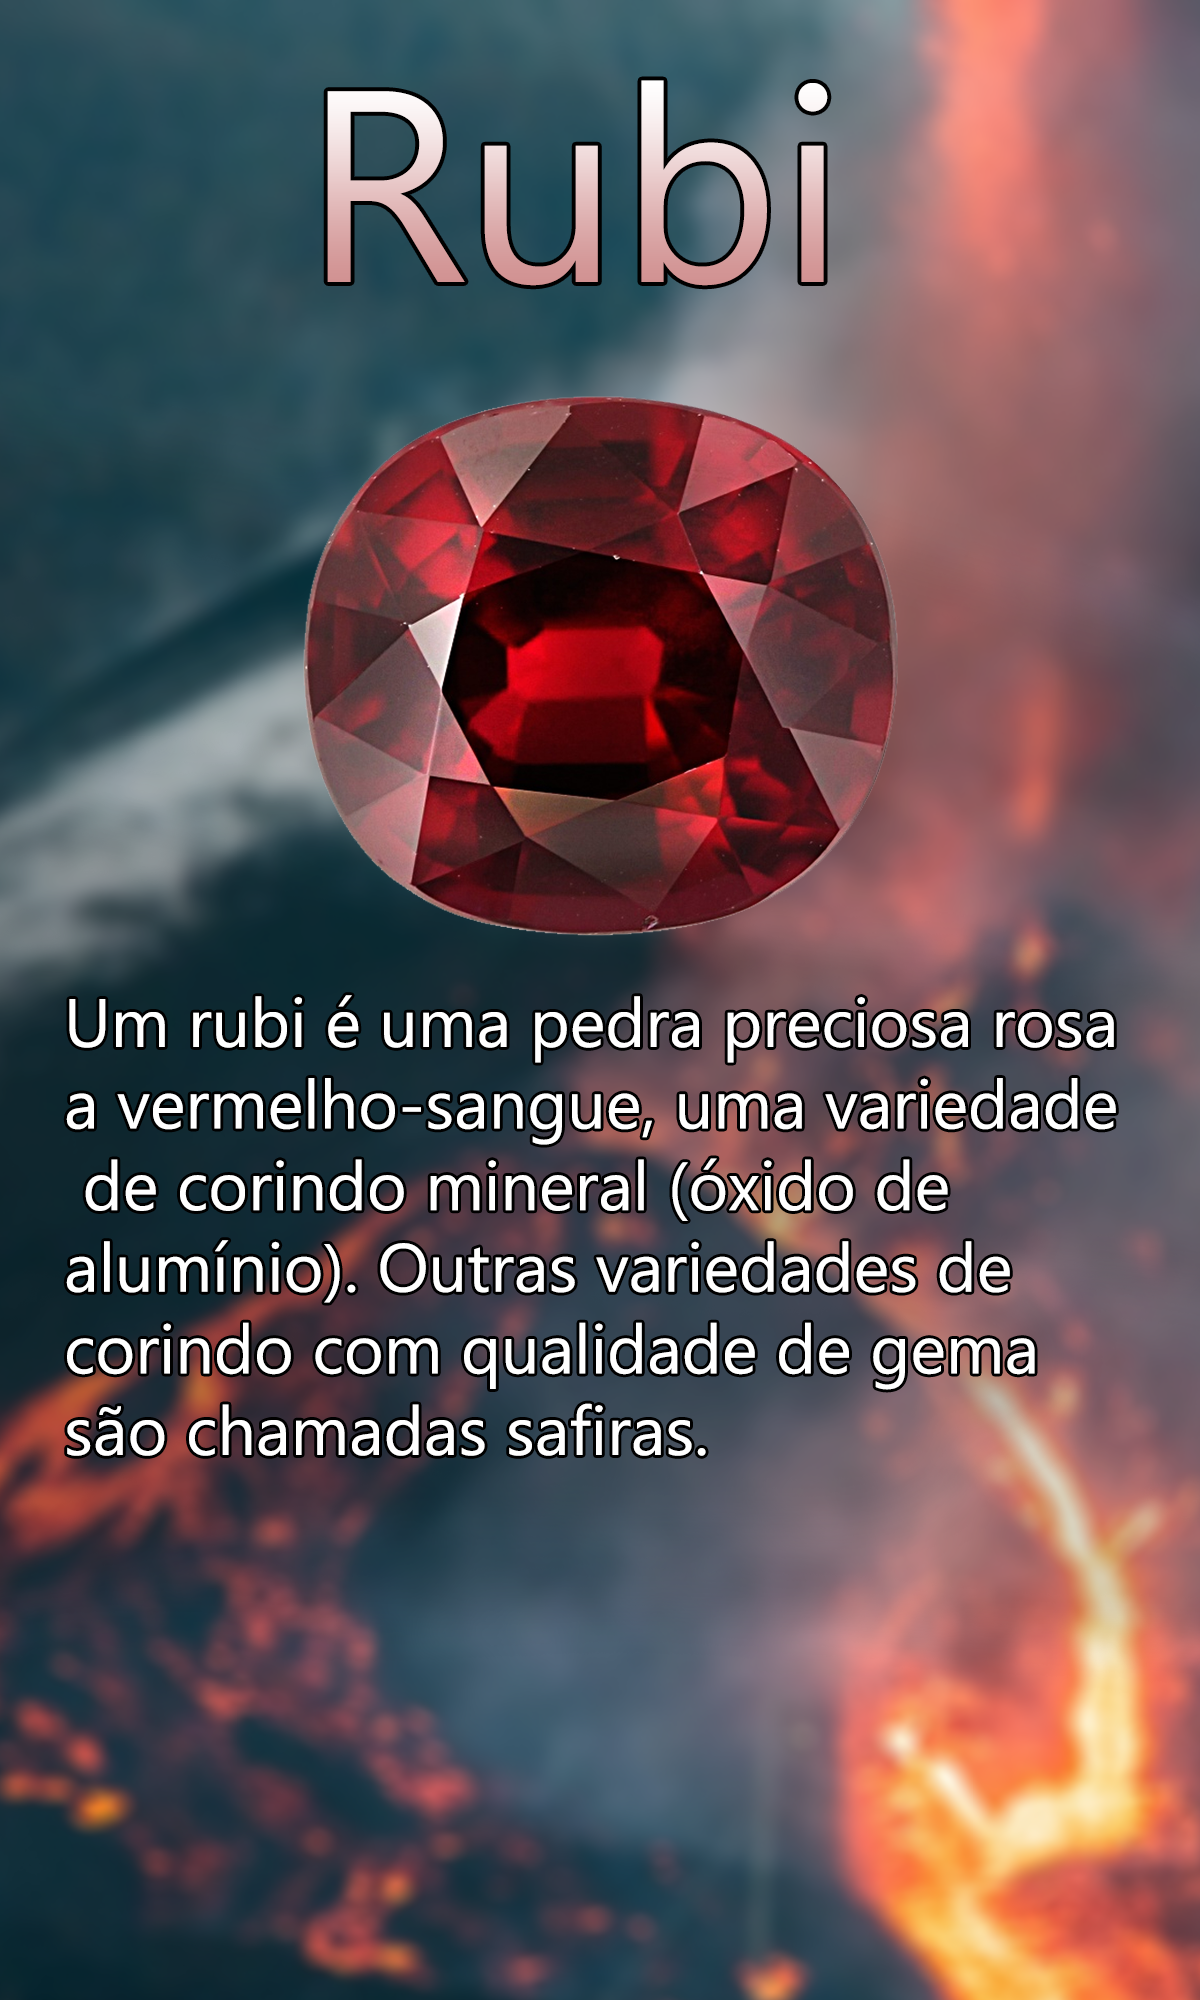 Rubi
Um rubi é uma pedra preciosa rosa
a vermelho-sangue, uma variedade
de corindo mineral (óxido de
alumínio). Outras variedades de
corindo com qualidade de gema
são chamadas safiras.